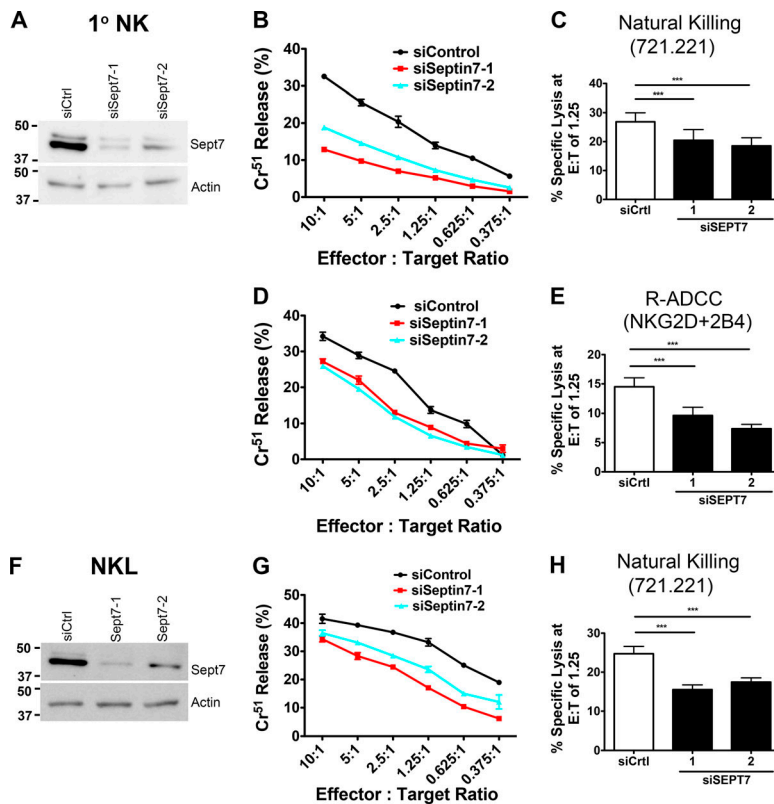 A
1o NK
siCtrl
siSept7-1
siSept7-2
50
37
Sept7
50
37
Actin
B
siControl
siSeptin7-1
siSeptin7-2
Cr51 Release (%)
40
30
20
10
0
10:1
5:1
2.5:1
1.25:1
0.625:1
0.375:1
Effector : Target Ratio
C
Natural Killing
(721.221)
% Specific Lysis at
E:T of 1.25
40
30
20
10
0
***
***
siCrtl
1
2
siSEPT7
D
siControl
siSeptin7-1
siSeptin7-2
Cr51 Release (%)
40
30
20
10
0
10:1
5:1
2.5:1
1.25:1
0.625:1
0.375:1
Effector : Target Ratio
E
R-ADCC
(NKG2D+2B4)
% Specific Lysis at
E:T of 1.25
20
15
10
5
0
***
***
siCrtl
1
2
siSEPT7
F
NKL
siCtrl
Sept7-1
Sept7-2
50
37
Sept7
50
37
Actin
G
siControl
siSeptin7-1
siSeptin7-2
Cr51 Release (%)
50
40
30
20
10
0
10:1
5:1
2.5:1
1.25:1
0.625:1
0.375:1
Effector : Target Ratio
H
Natural Killing
(721.221)
% Specific Lysis at
E:T of 1.25
30
20
10
0
***
***
siCrtl
1
2
siSEPT7